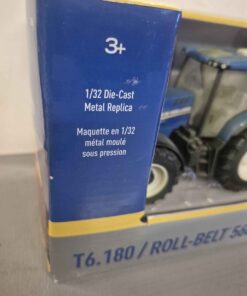 3+
1/32 Die-Cast
Metal Replica
Maquette en 1/32
métal moulé
sous pression
T6.180 / ROLL-BELT